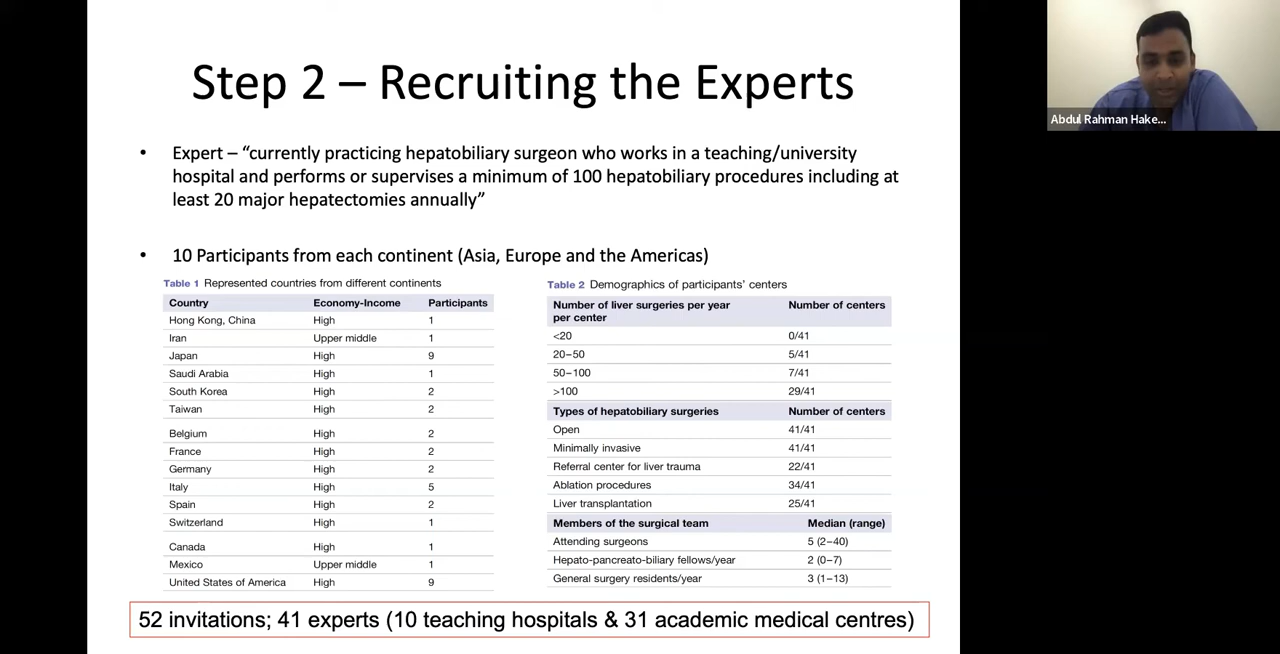 Step 2 – Recruiting the Experts
• Expert – “currently practicing hepatobiliary surgeon who works in a teaching/university
hospital and performs or supervises a minimum of 100 hepatobiliary procedures including at
least 20 major hepatectomies annually”
• 10 Participants from each continent (Asia, Europe and the Americas)
Table 1 Represented countries from different continents
Country Economy-Income Participants
Hong Kong, China High 1
Iran Upper middle 1
Japan High 9
Saudi Arabia High 1
South Korea High 2
Taiwan High 2
Belgium High 2
France High 2
Germany High 2
Italy High 5
Spain High 2
Switzerland High 1
Canada High 1
Mexico Upper middle 1
United States of America High 9
Table 2 Demographics of participants’ centers
Number of liver surgeries per year Number of centers
per center
<20 0/41
20–50 5/41
50–100 7/41
>100 29/41
Types of hepatobiliary surgeries Number of centers
Open 41/41
Minimally invasive 41/41
Referral center for liver trauma 22/41
Ablation procedures 34/41
Liver transplantation 25/41
Members of the surgical team Median (range)
Attending surgeons 5 (2–40)
Hepato-pancreato-biliary fellows/year 2 (0–7)
General surgery residents/year 3 (1–13)
52 invitations; 41 experts (10 teaching hospitals & 31 academic medical centres)
Abdul Rahman Hake...